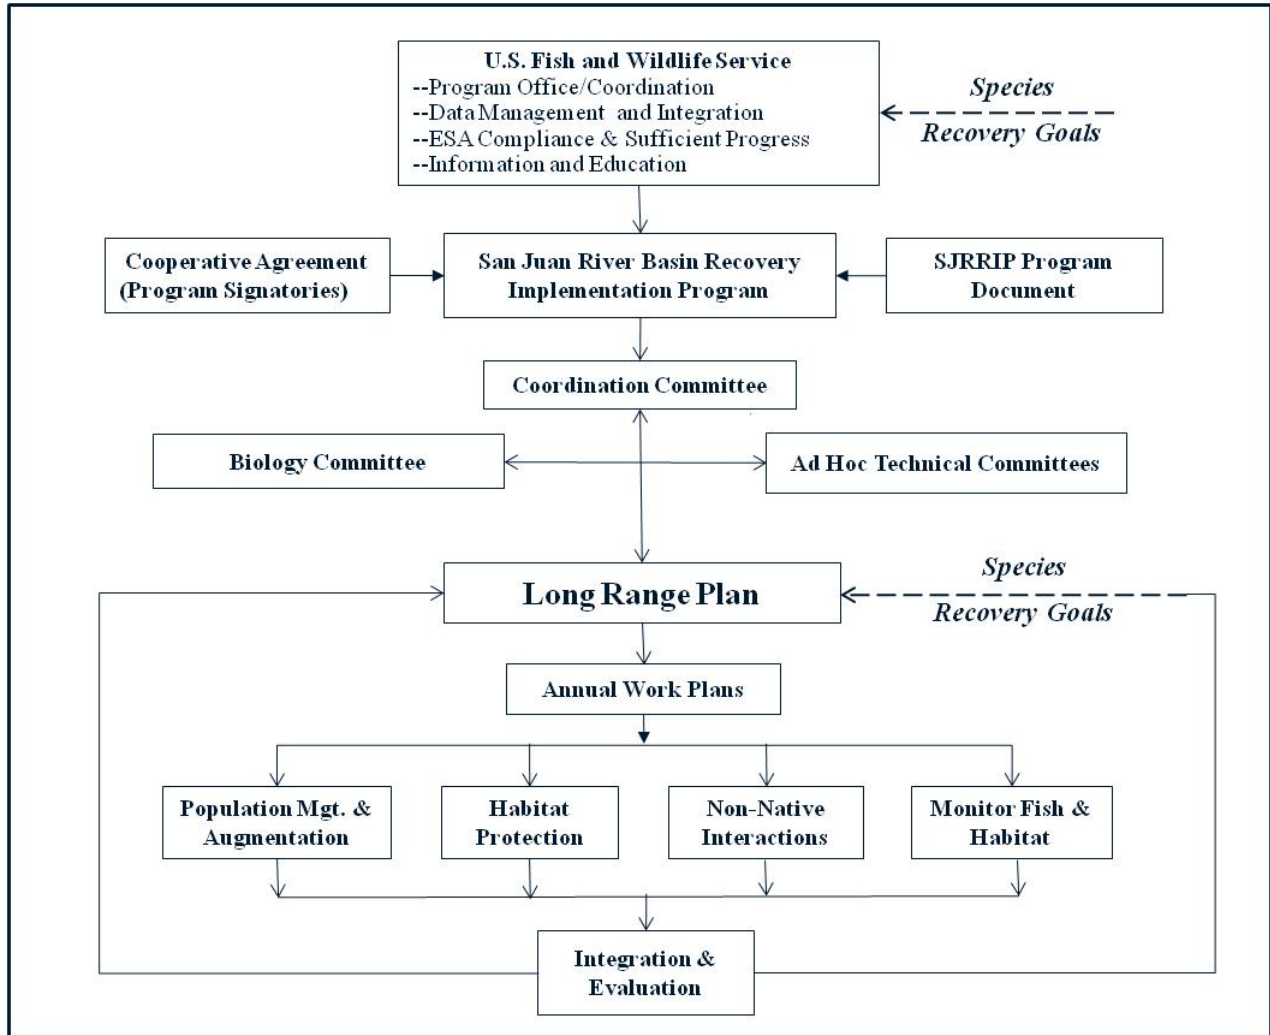 U.S. Fish and Wildlife Service
--Program Office/Coordination
--Data Management and Integration
--ESA Compliance & Sufficient Progress
--Information and Education
Species
Recovery Goals
Cooperative Agreement
(Program Signatories)
San Juan River Basin Recovery
Implementation Program
SJRRIP Program
Document
Coordination Committee
Biology Committee
Ad Hoc Technical Committees
Long Range Plan
Species
Recovery Goals
Annual Work Plans
Population Mgt. &
Augmentation
Habitat
Protection
Non-Native
Interactions
Monitor Fish &
Habitat
Integration &
Evaluation